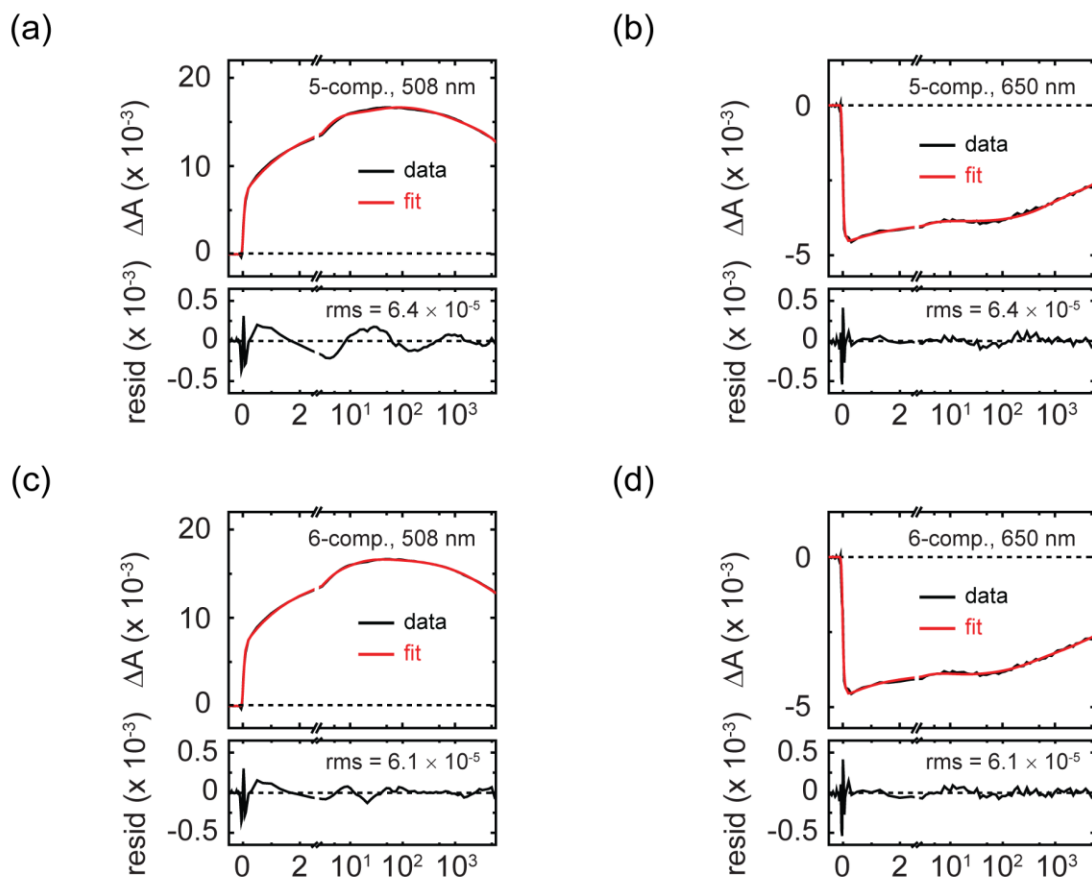 (a)
(b)
20
10
0
ΔA (x 10⁻³)
5-comp., 508 nm
data
fit
0
-5
ΔA (x 10⁻³)
5-comp., 650 nm
data
fit
0.5
0
-0.5
resid (x 10⁻³)
rms = 6.4 × 10⁻⁵
0 2 10¹ 10² 10³
0.5
0
-0.5
resid (x 10⁻³)
rms = 6.4 × 10⁻⁵
0 2 10¹ 10² 10³
(c)
(d)
20
10
0
ΔA (x 10⁻³)
6-comp., 508 nm
data
fit
0
-5
ΔA (x 10⁻³)
6-comp., 650 nm
data
fit
0.5
0
-0.5
resid (x 10⁻³)
rms = 6.1 × 10⁻⁵
0 2 10¹ 10² 10³
0.5
0
-0.5
resid (x 10⁻³)
rms = 6.1 × 10⁻⁵
0 2 10¹ 10² 10³